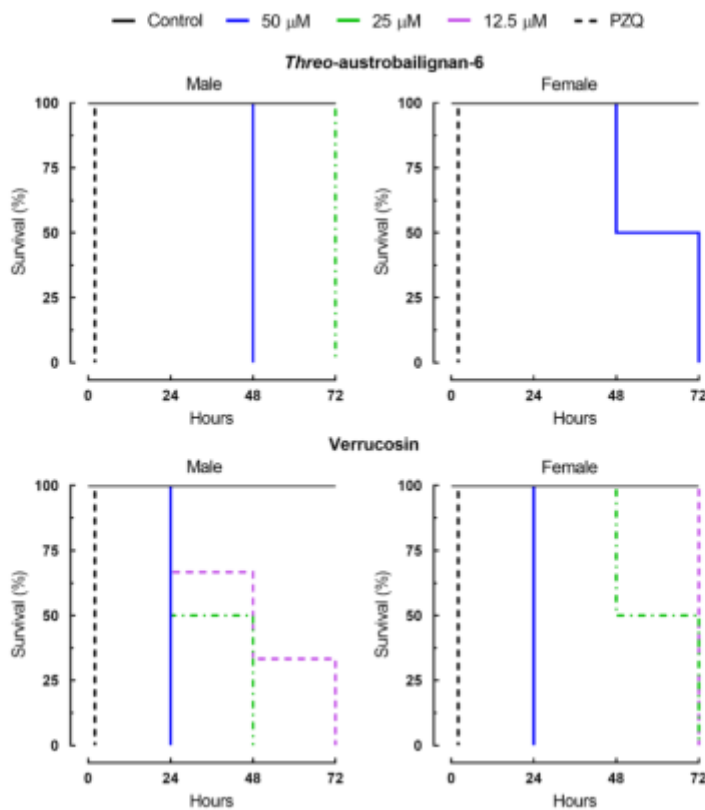 Control 50 μM 25 μM 12.5 μM PZQ
Threo-austrobailignan-6
Male Female
100 100
75 75
50 50
25 25
0 0
Survival (%) Survival (%)
0 24 48 72 0 24 48 72
Hours Hours
Verrucosin
Male Female
100 100
75 75
50 50
25 25
0 0
Survival (%) Survival (%)
0 24 48 72 0 24 48 72
Hours Hours